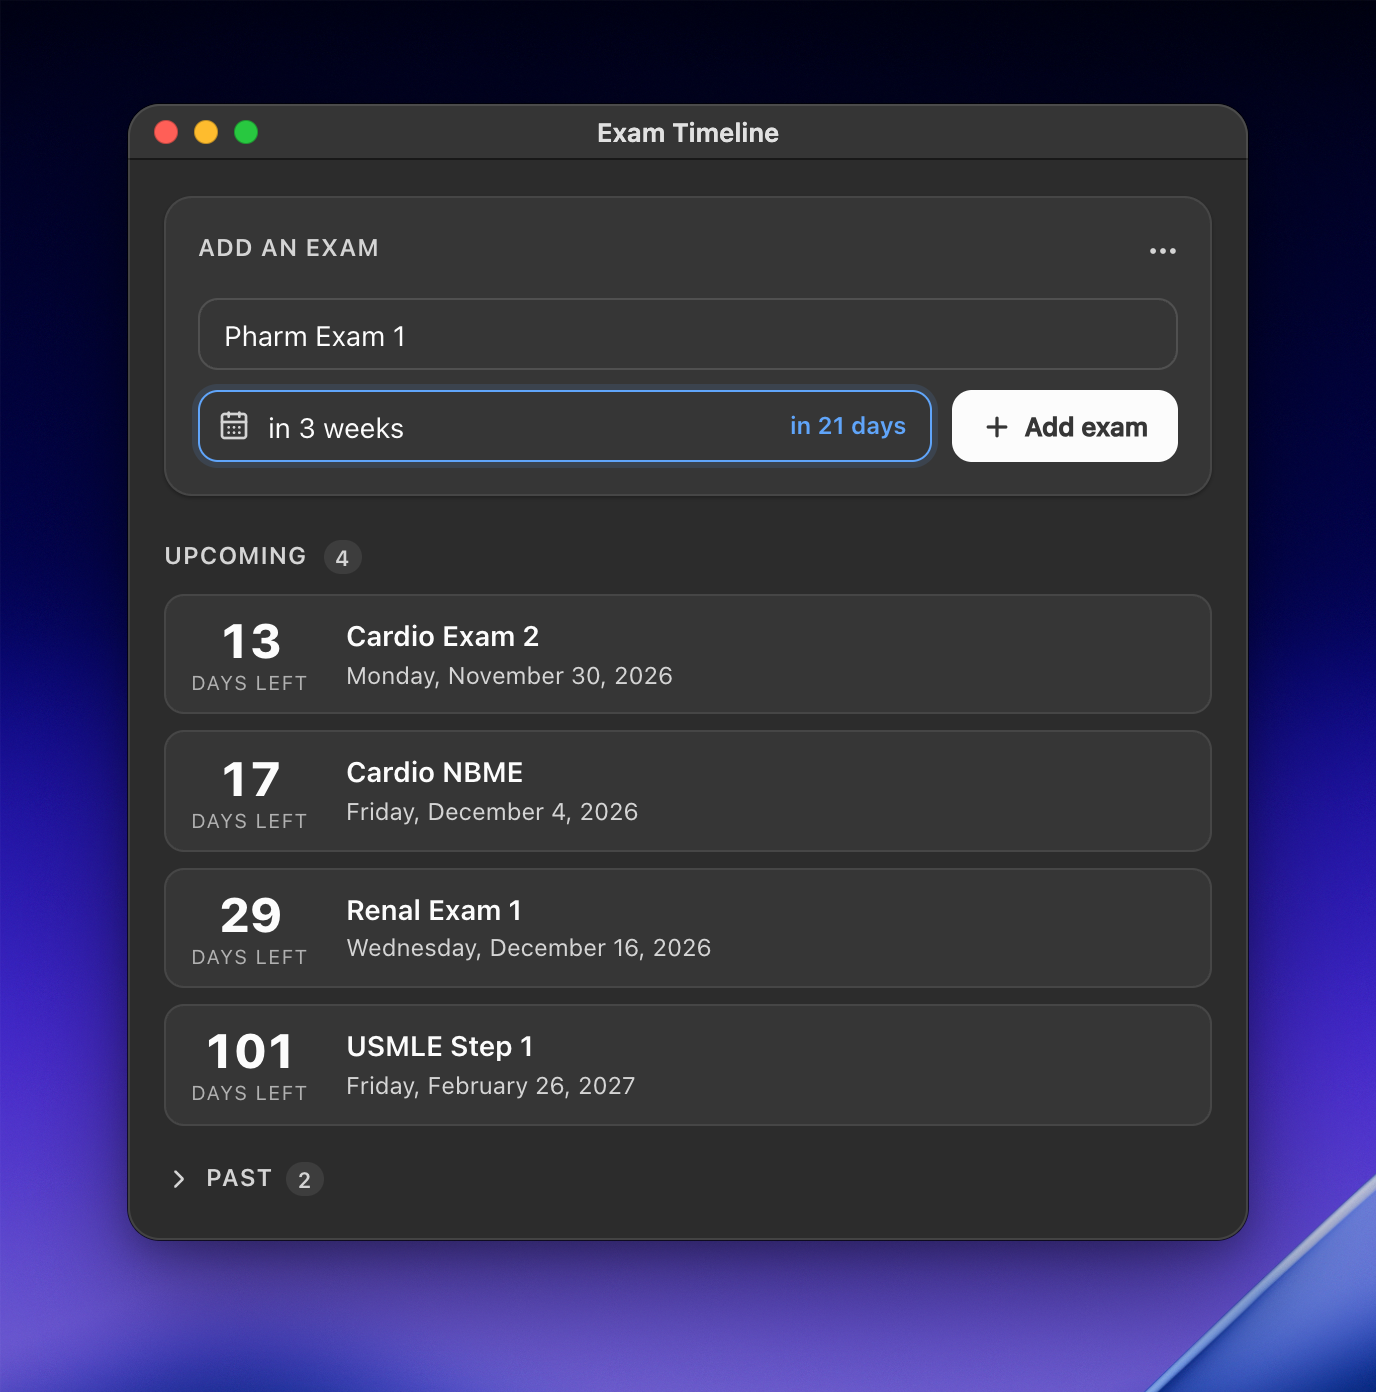 Exam Timeline
ADD AN EXAM
Pharm Exam 1
in 3 weeks in 21 days
+ Add exam
UPCOMING 4
13
DAYS LEFT
Cardio Exam 2
Monday, November 30, 2026
17
DAYS LEFT
Cardio NBME
Friday, December 4, 2026
29
DAYS LEFT
Renal Exam 1
Wednesday, December 16, 2026
101
DAYS LEFT
USMLE Step 1
Friday, February 26, 2027
PAST 2